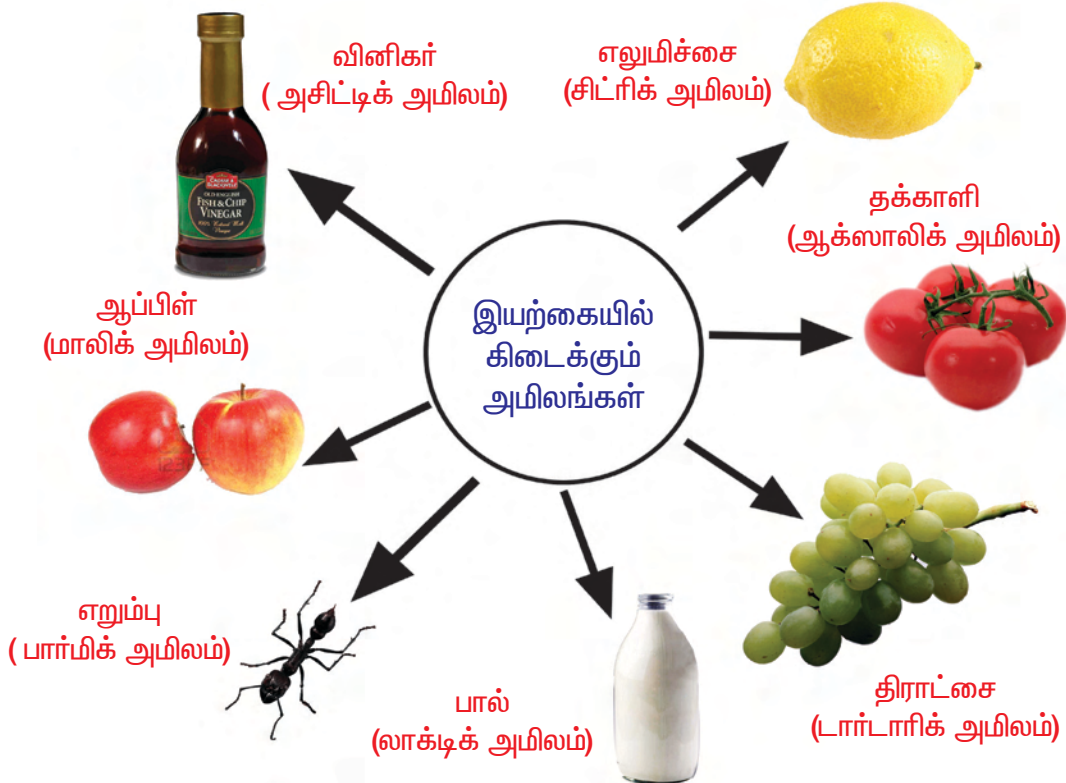 வினிகர்
( அசிட்டிக் அமிலம்)
எலுமிச்சை
(சிட்ரிக் அமிலம்)
FISH & CHIP
VINEGAR
தக்காளி
(ஆக்ஸாலிக் அமிலம்)
ஆப்பிள்
(மாலிக் அமிலம்)
இயற்கையில்
கிடைக்கும்
அமிலங்கள்
எறும்பு
( பார்மிக் அமிலம்)
பால்
(லாக்டிக் அமிலம்)
திராட்சை
(டார்டாரிக் அமிலம்)